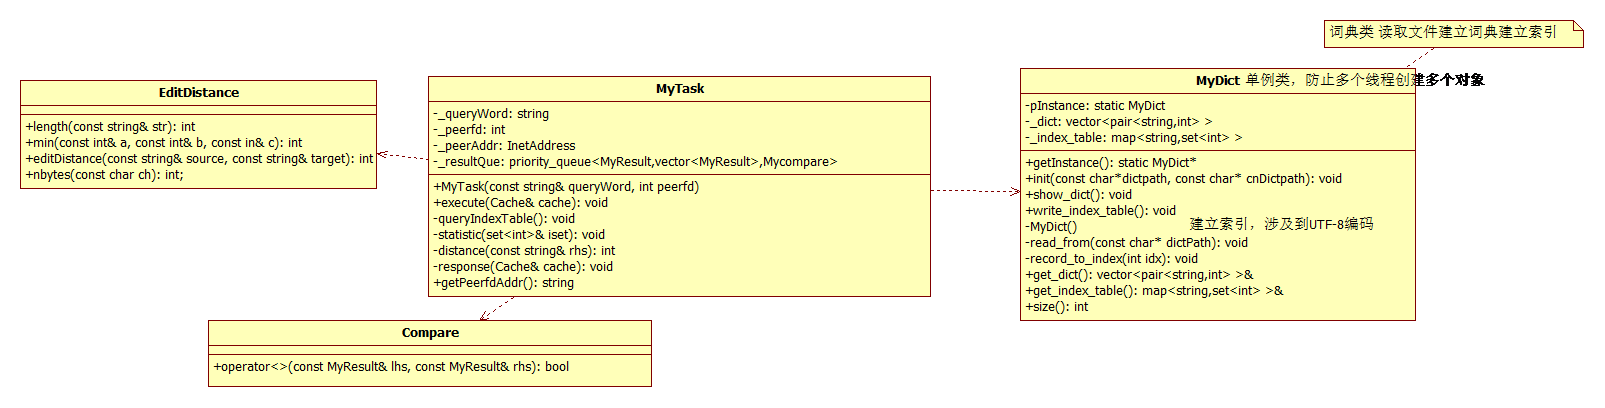 词典类 读取文件建立词典建立索引
EditDistance
+length(const string& str): int
+min(const int& a, const int& b, const in& c): int
+editDistance(const string& source, const string& target): int
+nbytes(const char ch): int;
MyTask
-_queryWord: string
-_peerfd: int
-_peerAddr: InetAddress
-_resultQue: priority_queue<MyResult,vector<MyResult>,Mycompare>
+MyTask(const string& queryWord, int peerfd)
+execute(Cache& cache): void
-queryIndexTable(): void
-statistic(set<int>& iset): void
-distance(const string& rhs): int
-response(Cache& cache): void
+getPeerfdAddr(): string
MyDict 单例类，防止多个线程创建多个对象
-pInstance: static MyDict
-_dict: vector<pair<string,int> >
-_index_table: map<string,set<int> >
+getInstance(): static MyDict*
+init(const char*dictpath, const char* cnDictpath): void
+show_dict(): void
+write_index_table(): void
-MyDict() 建立索引，涉及到UTF-8编码
-read_from(const char* dictPath): void
-record_to_index(int idx): void
+get_dict(): vector<pair<string,int> >&
+get_index_table(): map<string,set<int> >&
+size(): int
Compare
+operator<>(const MyResult& lhs, const MyResult& rhs): bool